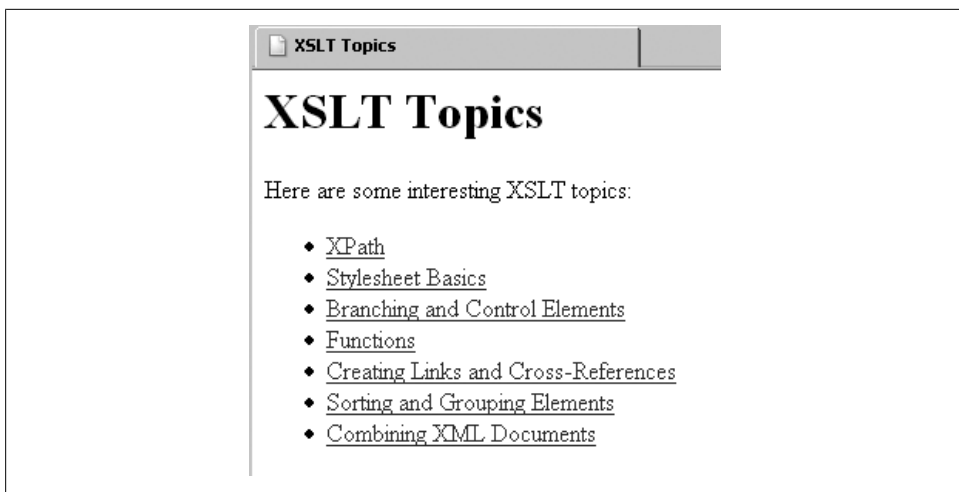 XSLT Topics
XSLT Topics
Here are some interesting XSLT topics:
• XPath
• Stylesheet Basics
• Branching and Control Elements
• Functions
• Creating Links and Cross-References
• Sorting and Grouping Elements
• Combining XML Documents